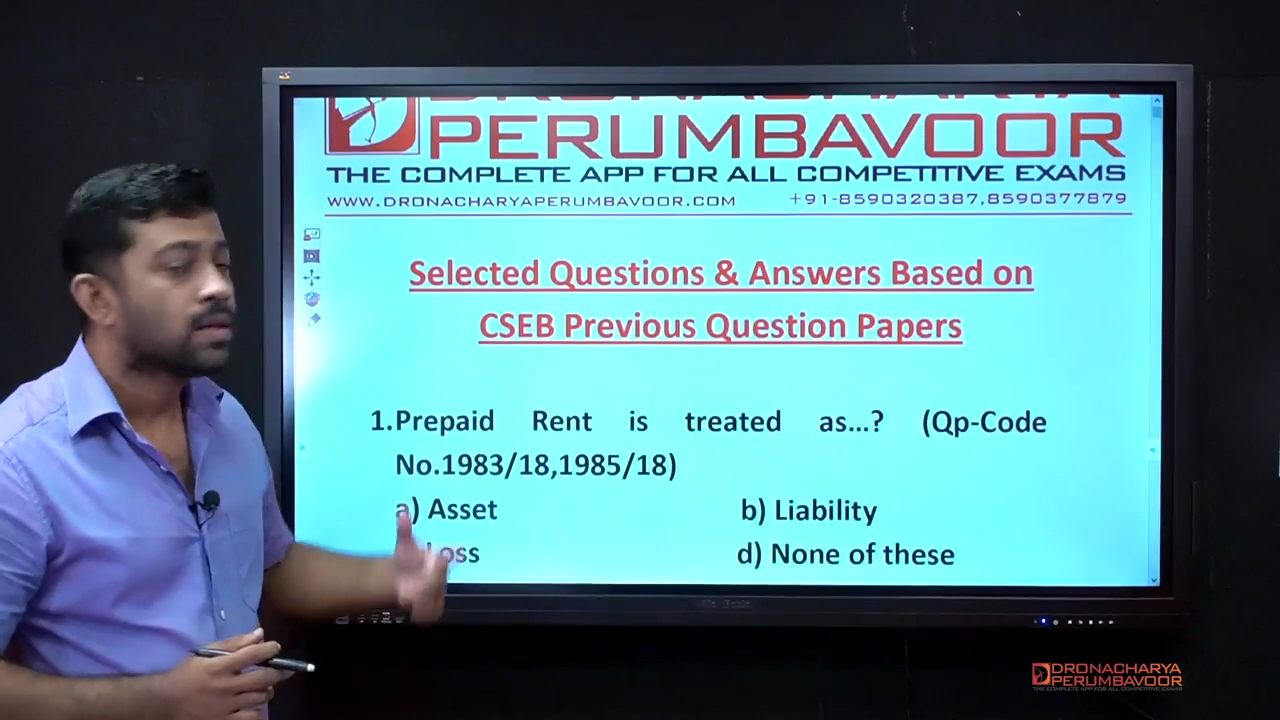 PERUMBAVOOR
THE COMPLETE APP FOR ALL COMPETITIVE EXAMS
WWW.DRONACHARYAPERUMBAVOOR.COM +91-8590320387,8590377879
Selected Questions & Answers Based on
CSEB Previous Question Papers
1.Prepaid Rent is treated as...? (Qp-Code
No.1983/18,1985/18)
a) Asset b) Liability
Loss d) None of these
DRONACHARYA
PERUMBAVOOR
THE COMPLETE APP FOR ALL COMPETITIVE EXAMS